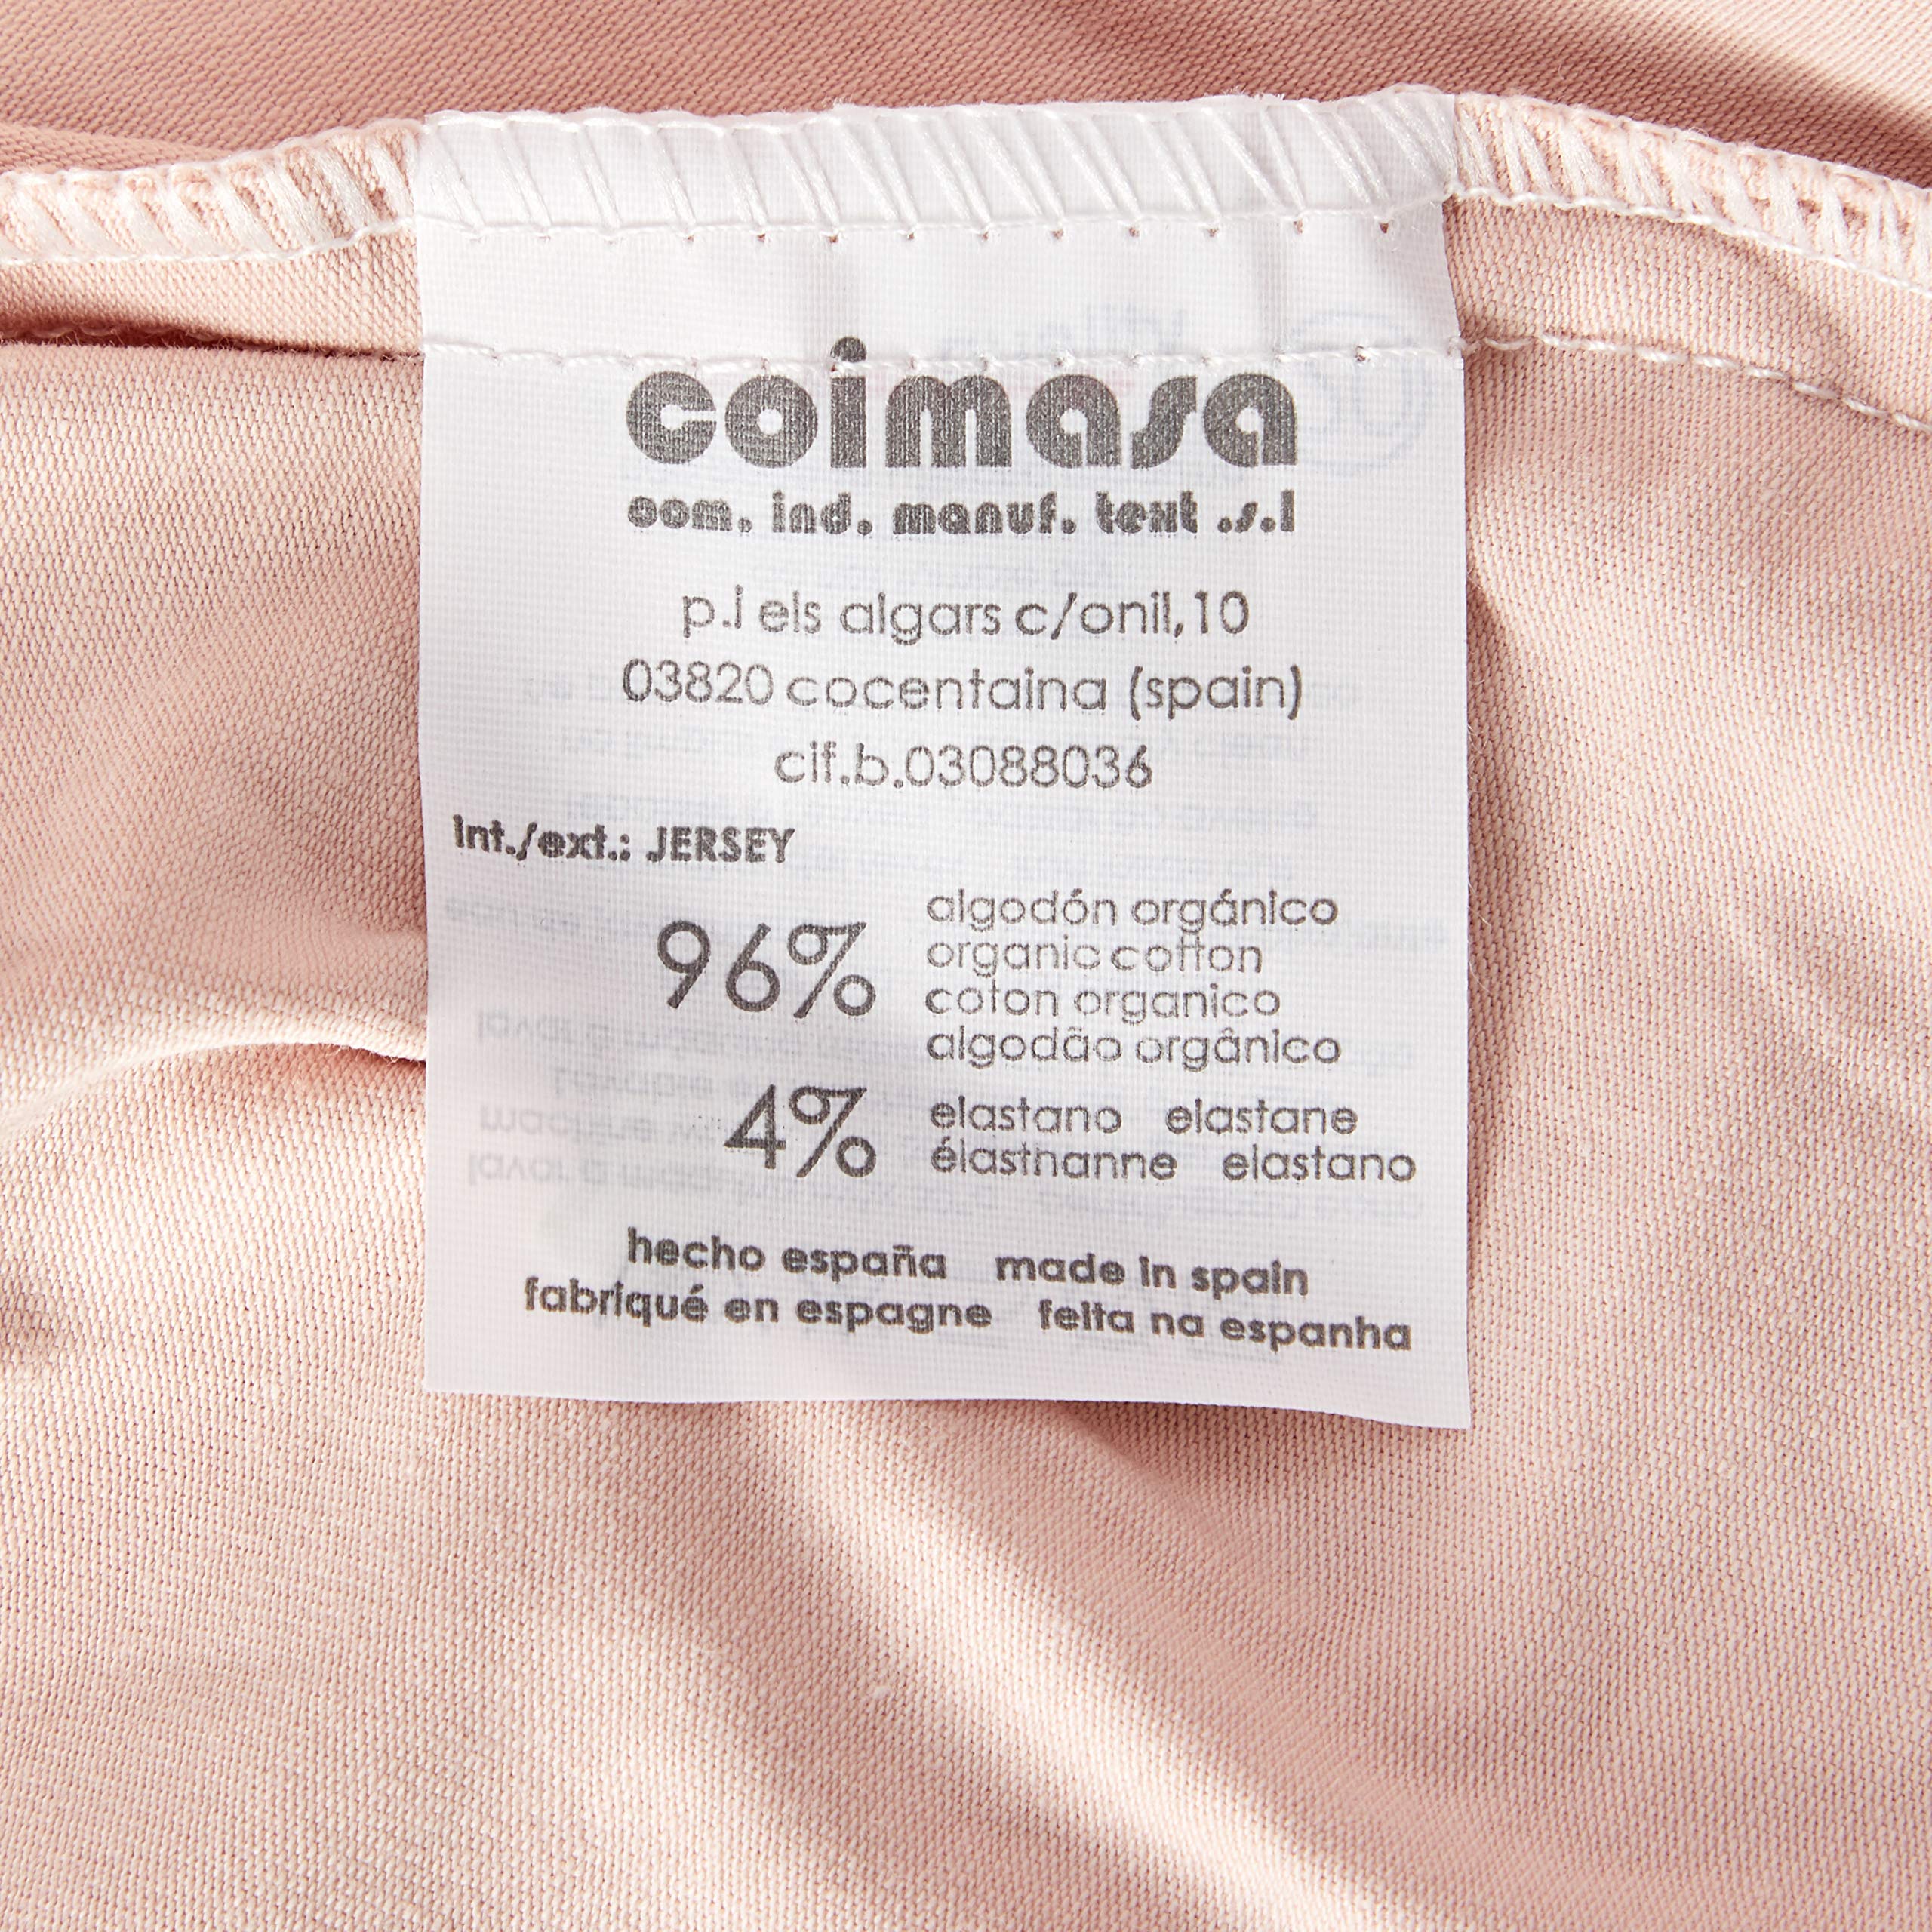 coimasa
com. ind. manuf. text .s.l
p.i els algars c/onil,10
03820 cocentaina (spain)
cif.b.03088036
int./ext.: JERSEY
96%
algodón orgánico
organic cotton
coton organico
algodão orgânico
4%
elastano elastane
élasthanne elastano
hecho españa made in spain
fabriqué en espagne feita na espanha